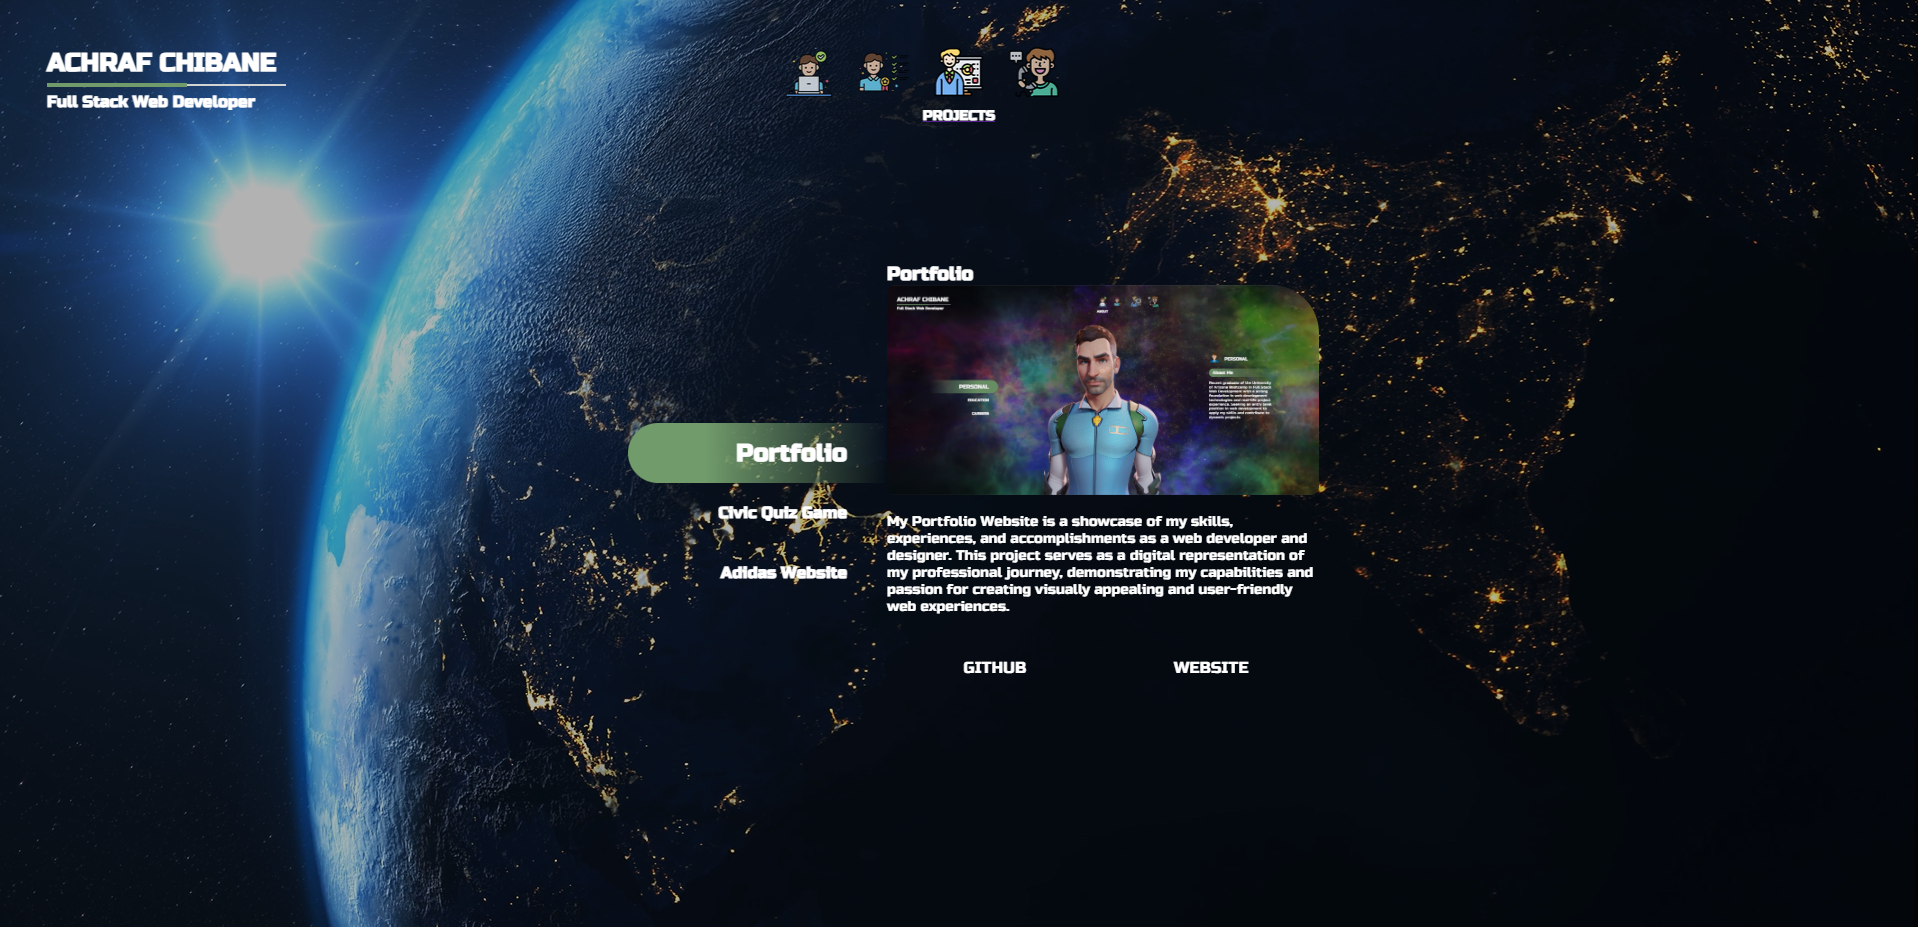 ACHRAF CHIBANE
Full Stack Web Developer
PROJECTS
Portfolio
Civic Quiz Game
Adidas Website
Portfolio
ACHRAF CHIBANE
Full Stack Web Developer
ABOUT
PERSONAL
EDUCATION
CAREER
PERSONAL
About Me
My Portfolio Website is a showcase of my skills,
experiences, and accomplishments as a web developer and
designer. This project serves as a digital representation of
my professional journey, demonstrating my capabilities and
passion for creating visually appealing and user-friendly
web experiences.
GITHUB
WEBSITE